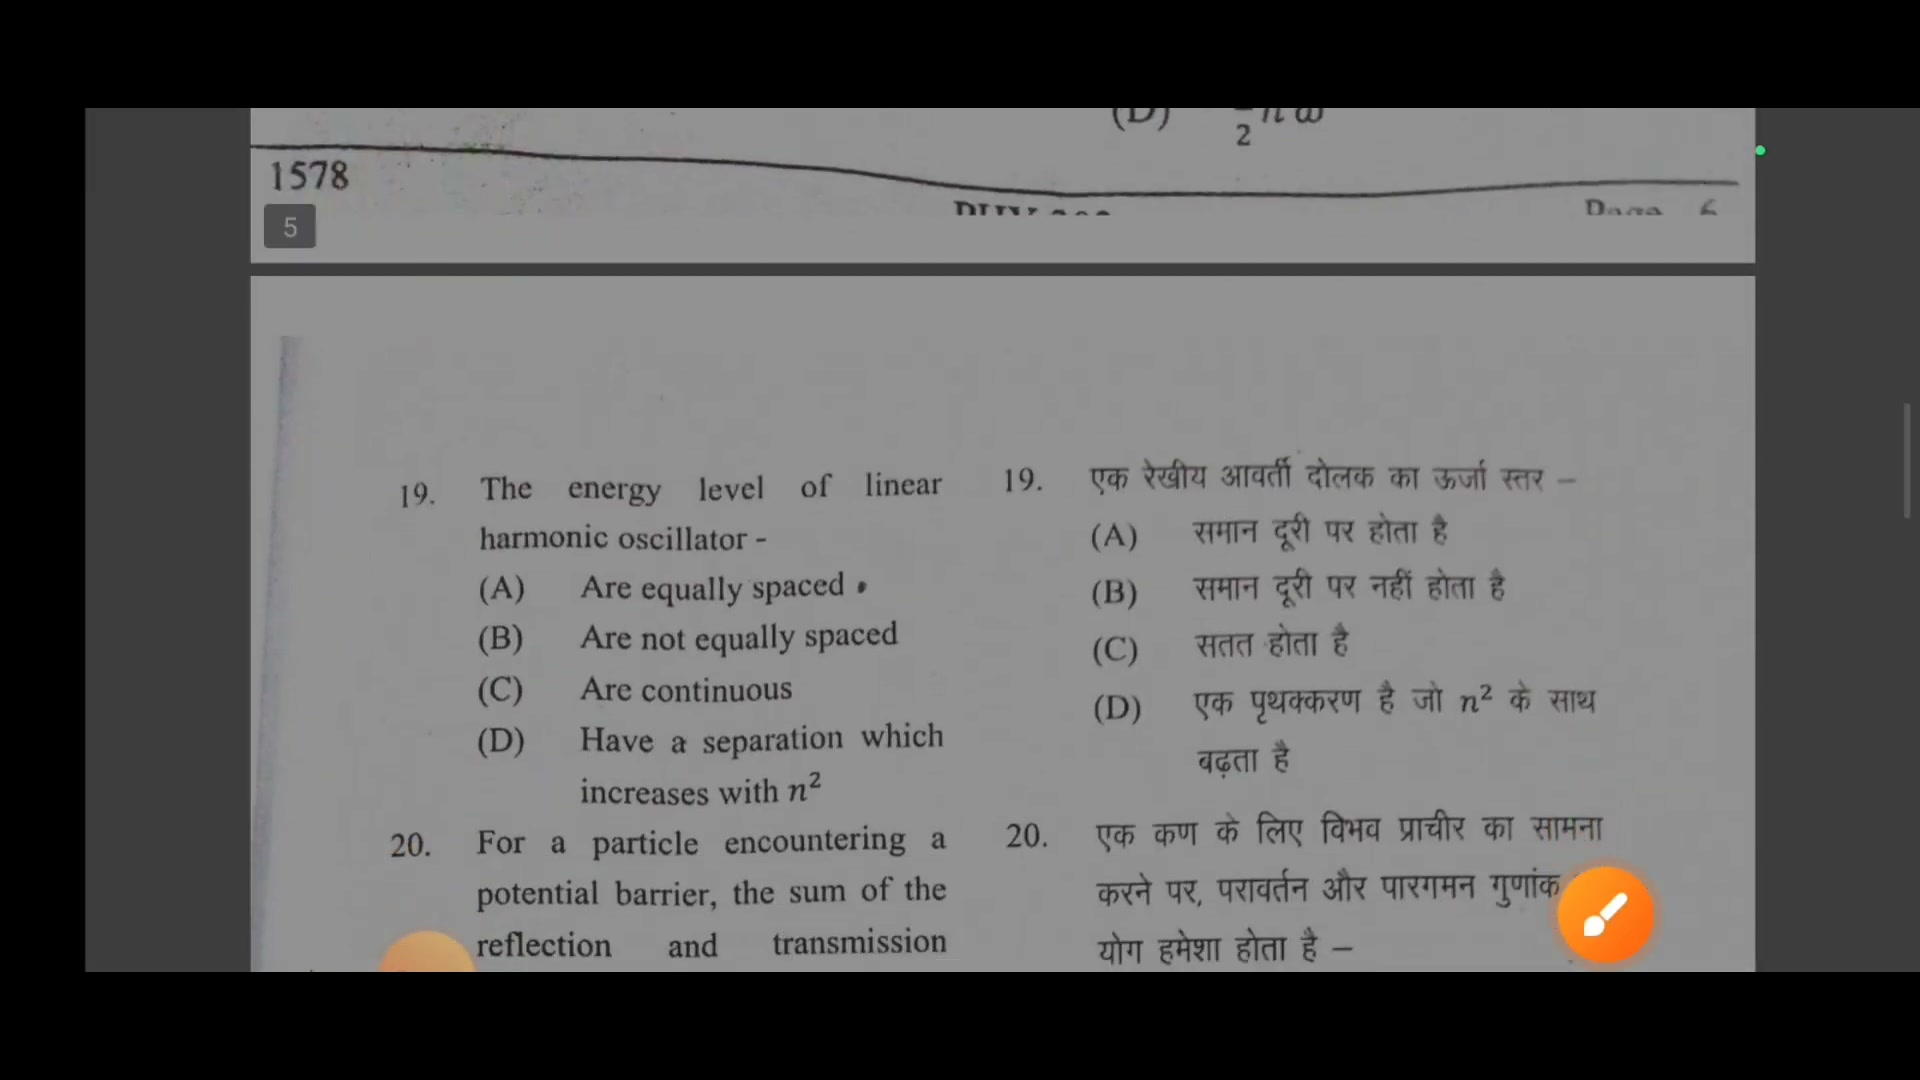 (D) ħ ω
2
1578
5
19. The energy level of linear
harmonic oscillator -
(A) Are equally spaced
(B) Are not equally spaced
(C) Are continuous
(D) Have a separation which
increases with n²
20. For a particle encountering a
potential barrier, the sum of the
reflection and transmission
19. एक रेखीय आवर्ती दोलक का ऊर्जा स्तर –
(A) समान दूरी पर होता है
(B) समान दूरी पर नहीं होता है
(C) सतत होता है
(D) एक पृथक्करण है जो n² के साथ
बढ़ता है
20. एक कण के लिए विभव प्राचीर का सामना
करने पर, परावर्तन और पारगमन गुणांक
योग हमेशा होता है –